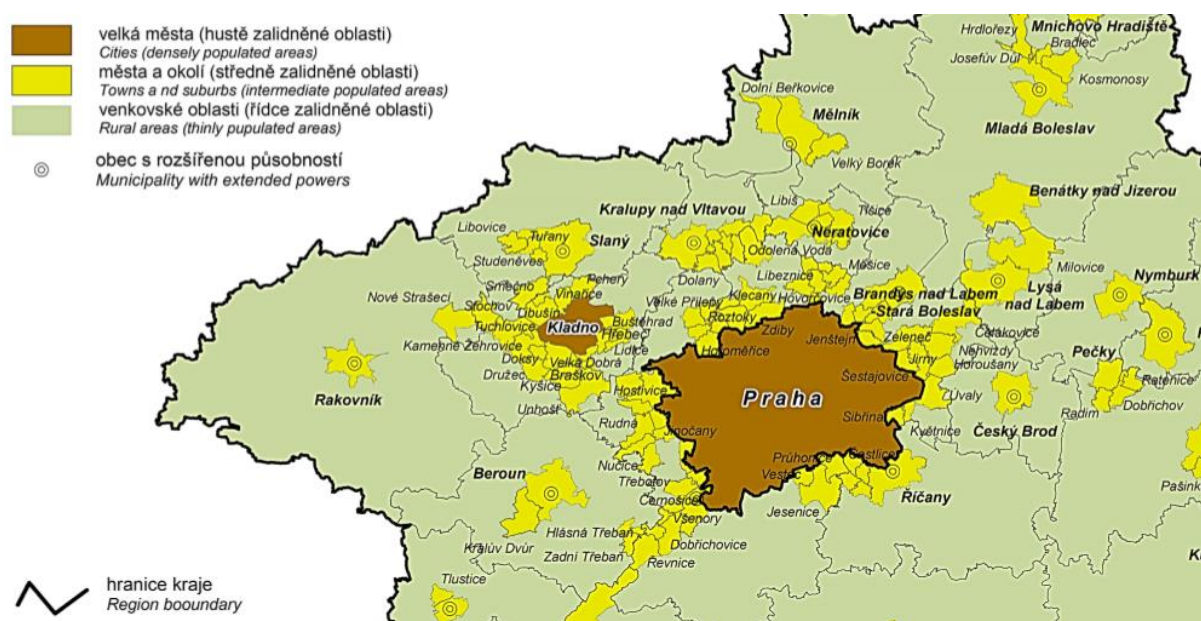 velká města (hustě zalidněné oblasti)
Cities (densely populated areas)
města a okolí (středně zalidněné oblasti)
Towns a nd suburbs (intermediate populated areas)
venkovské oblasti (řídce zalidněné oblasti)
Rural areas (thinly pupulated areas)
obec s rozšířenou působností
Municipality with extended powers
Hrdlořezy
Mnichovo Hradiště
Bradlec
Josefův Důl
Kosmonosy
Mladá Boleslav
Dolní Beřkovice
Mělník
Velký Borek
Benátky nad Jizerou
Kralupy nad Vltavou
Libiš
Tišice
Neratovice
Libovice
Tuřany
Slaný
Studeněves
Odolená Voda
Měšice
Milovice
Nymburk
Pchery
Dolany
Libeznice
Nové Strašecí
Smečno
Vinařice
Velké Přílepy
Klecany
Hovorčovice
Brandýs nad Labem
-Stará Boleslav
Lysá
nad Labem
Stochov
Libušín
Roztoky
Čelákovice
Tuchlovice
Kladno
Buštěhrad
Hřebeč
Zdiby
Jenštejn
Zeleneč
Nehvizdy
Kamenné Žehrovice
Lidice
Horoměřice
Jirny
Horoušany
Pečky
Doksy
Velká Dobrá
Družec
Braškov
Kyšice
Hostivice
Šestajovice
Ratenice
Rakovník
Praha
Úvaly
Dobřichov
Unhošť
Rudná
Sibřina
Radim
Jinočany
Květnice
Český Brod
Beroun
Nučice
Průhonice
Vestec
Třebotov
Říčany
Pašink
Černošice
Jesenice
Všenory
Hlásná Třebaň
Králův Dvůr
Zadní Třebaň
Dobřichovice
Řevnice
Tlustice
hranice kraje
Region booundary